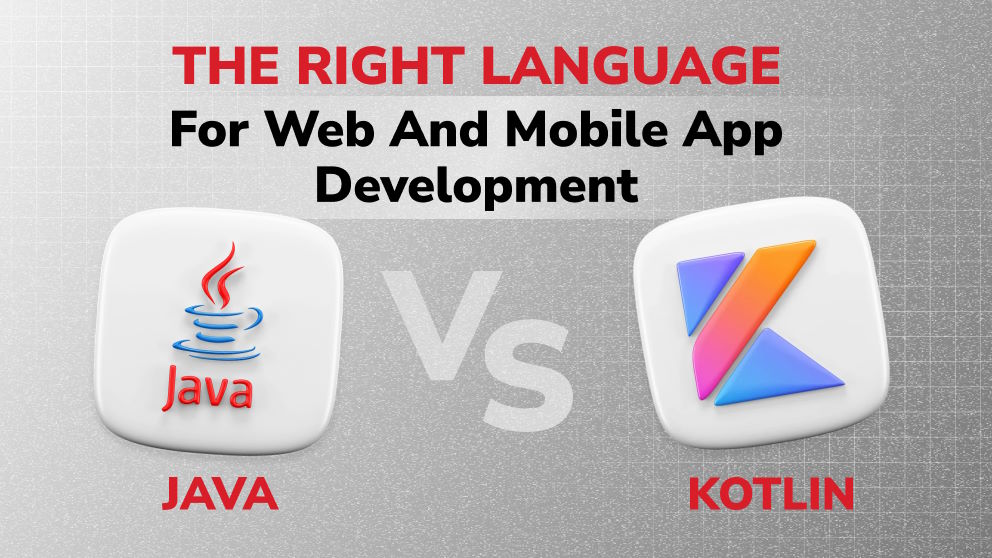 THE RIGHT LANGUAGE
For Web And Mobile App
Development
VS
Java
JAVA
KOTLIN